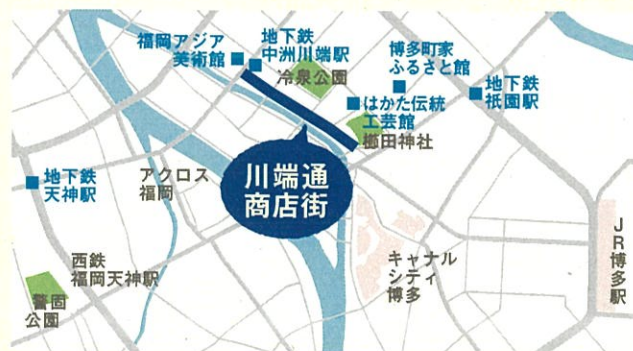 福岡アジア
美術館
地下鉄
中洲川端駅
冷泉公園
博多町家
ふるさと館
地下鉄
祇園駅
はかた伝統
工芸館
櫛田神社
川端通
商店街
地下鉄
天神駅
アクロス
福岡
西鉄
福岡天神駅
警固
公園
キャナル
シティ
博多
JR博多駅